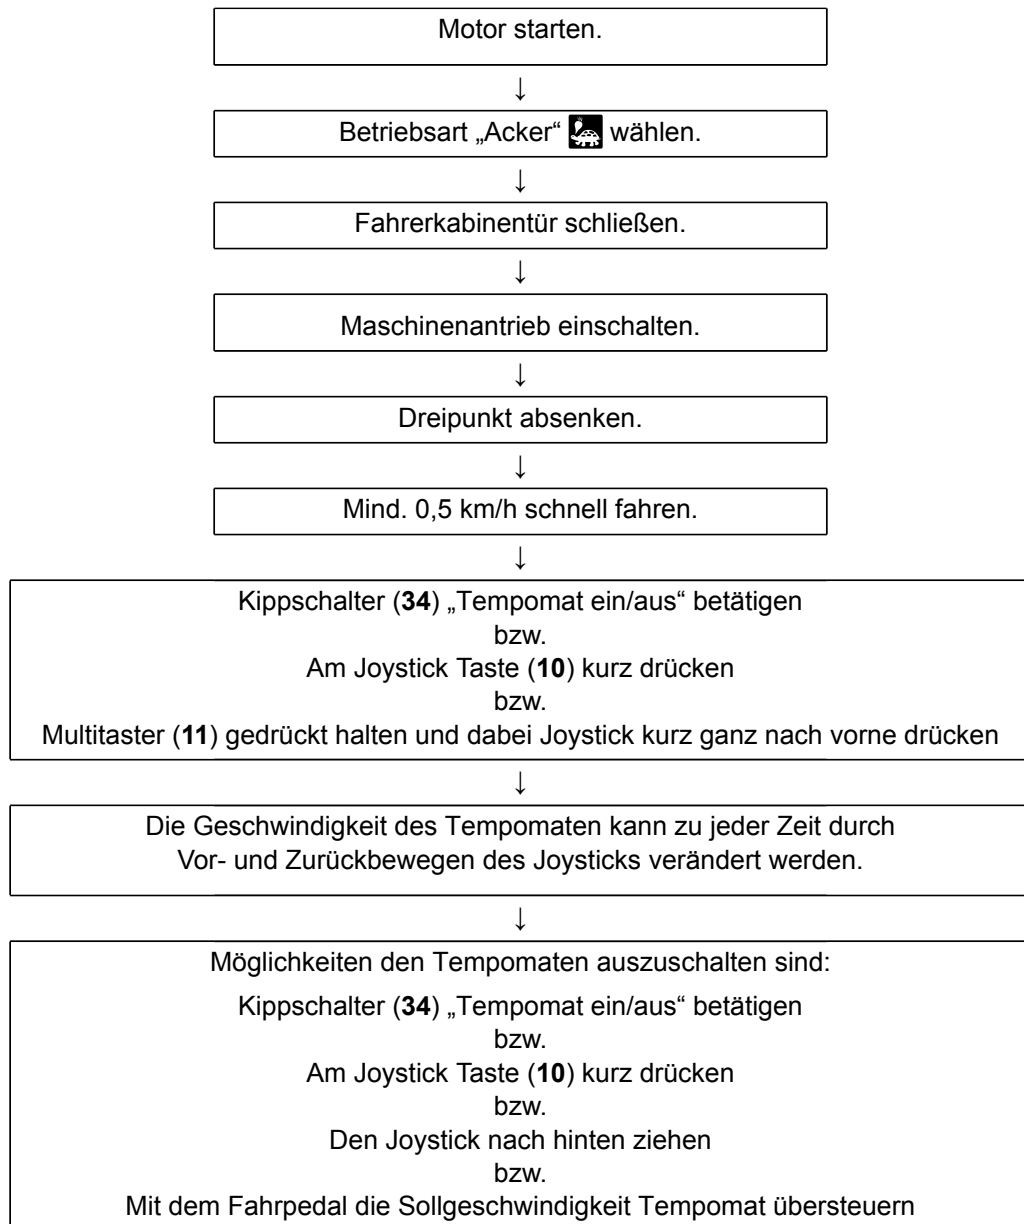 Motor starten.
↓
Betriebsart „Acker“ wählen.
↓
Fahrerkabinentür schließen.
↓
Maschinenantrieb einschalten.
↓
Dreipunkt absenken.
↓
Mind. 0,5 km/h schnell fahren.
↓
Kippschalter (34) „Tempomat ein/aus“ betätigen
bzw.
Am Joystick Taste (10) kurz drücken
bzw.
Multitaster (11) gedrückt halten und dabei Joystick kurz ganz nach vorne drücken
↓
Die Geschwindigkeit des Tempomaten kann zu jeder Zeit durch
Vor- und Zurückbewegen des Joysticks verändert werden.
↓
Möglichkeiten den Tempomaten auszuschalten sind:
Kippschalter (34) „Tempomat ein/aus“ betätigen
bzw.
Am Joystick Taste (10) kurz drücken
bzw.
Den Joystick nach hinten ziehen
bzw.
Mit dem Fahrpedal die Sollgeschwindigkeit Tempomat übersteuern